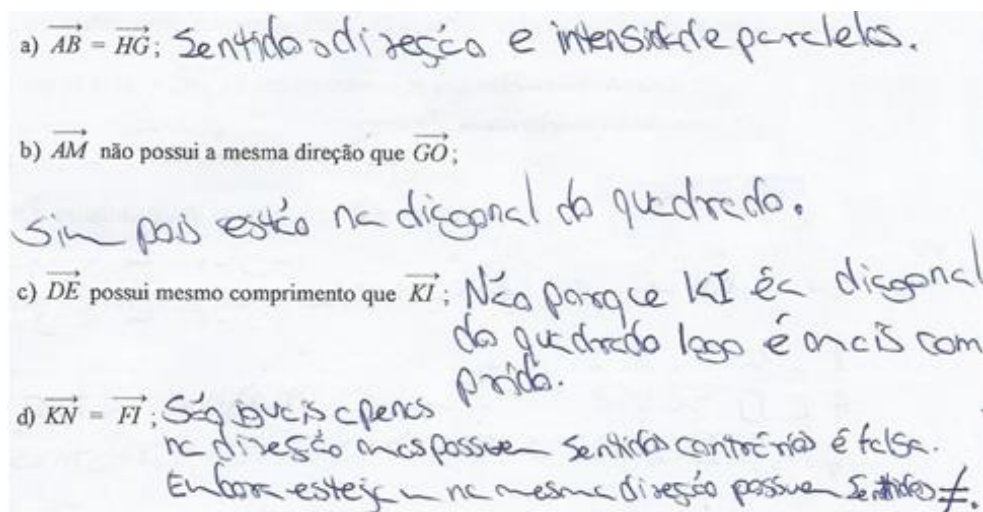 a) AB = HG; Sentido, direção e intensidade paralelos.
b) AM não possui a mesma direção que GO;
Sim pois estão na diagonal do quadrado.
c) DE possui mesmo comprimento que KI; Não porque KI é a diagonal
do quadrado logo é mais com
prido.
d) KN = FI; São iguais apenas
na direção mas possuem sentidos contrários é falsa.
Embora estejam na mesma direção possuem sentidos ≠.